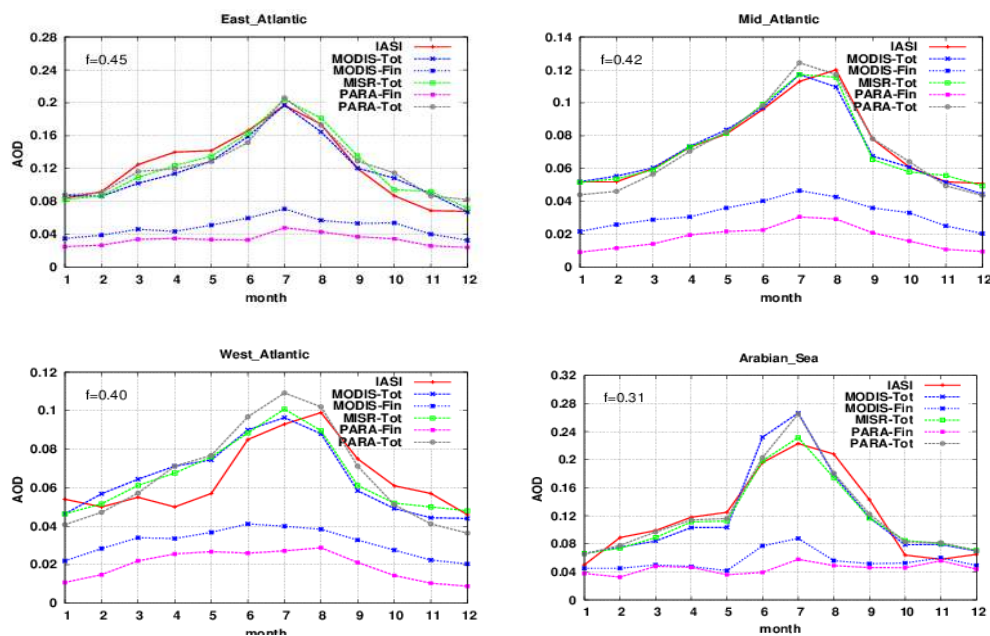 East_Atlantic
0.28
0.24
0.2
0.16
0.12
0.08
0.04
0
AOD
f=0.45
IASI
MODIS-Tot
MODIS-Fin
MISR-Tot
PARA-Fin
PARA-Tot
1 2 3 4 5 6 7 8 9 10 11 12
month
Mid_Atlantic
0.14
0.12
0.1
0.08
0.06
0.04
0.02
0
AOD
f=0.42
IASI
MODIS-Tot
MODIS-Fin
MISR-Tot
PARA-Fin
PARA-Tot
1 2 3 4 5 6 7 8 9 10 11 12
month
West_Atlantic
0.12
0.1
0.08
0.06
0.04
0.02
0
AOD
f=0.40
IASI
MODIS-Tot
MODIS-Fin
MISR-Tot
PARA-Fin
PARA-Tot
1 2 3 4 5 6 7 8 9 10 11 12
month
Arabian_Sea
0.32
0.28
0.24
0.2
0.16
0.12
0.08
0.04
0
AOD
f=0.31
IASI
MODIS-Tot
MODIS-Fin
MISR-Tot
PARA-Fin
PARA-Tot
1 2 3 4 5 6 7 8 9 10 11 12
month